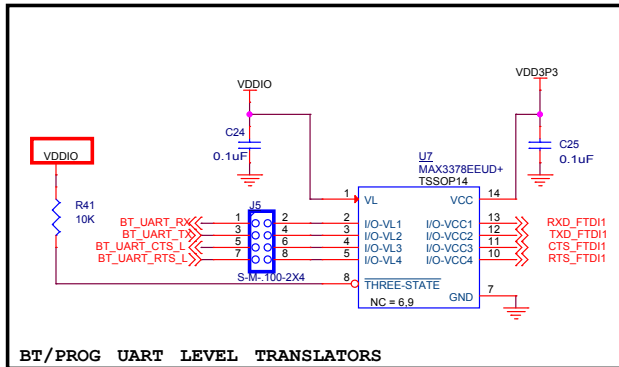 VDDIO
VDD3P3
C24
0.1uF
C25
0.1uF
VDDIO
R41
10K
U7
MAX3378EEUD+
TSSOP14
1 VL VCC 14
J5
BT_UART_RX 1 2 2 I/O-VL1 I/O-VCC1 13 RXD_FTDI1
BT_UART_TX 3 4 3 I/O-VL2 I/O-VCC2 12 TXD_FTDI1
BT_UART_CTS_L 5 6 4 I/O-VL3 I/O-VCC3 11 CTS_FTDI1
BT_UART_RTS_L 7 8 5 I/O-VL4 I/O-VCC4 10 RTS_FTDI1
S-M-.100-2X4
8 THREE-STATE GND 7
NC = 6,9
BT/PROG UART LEVEL TRANSLATORS